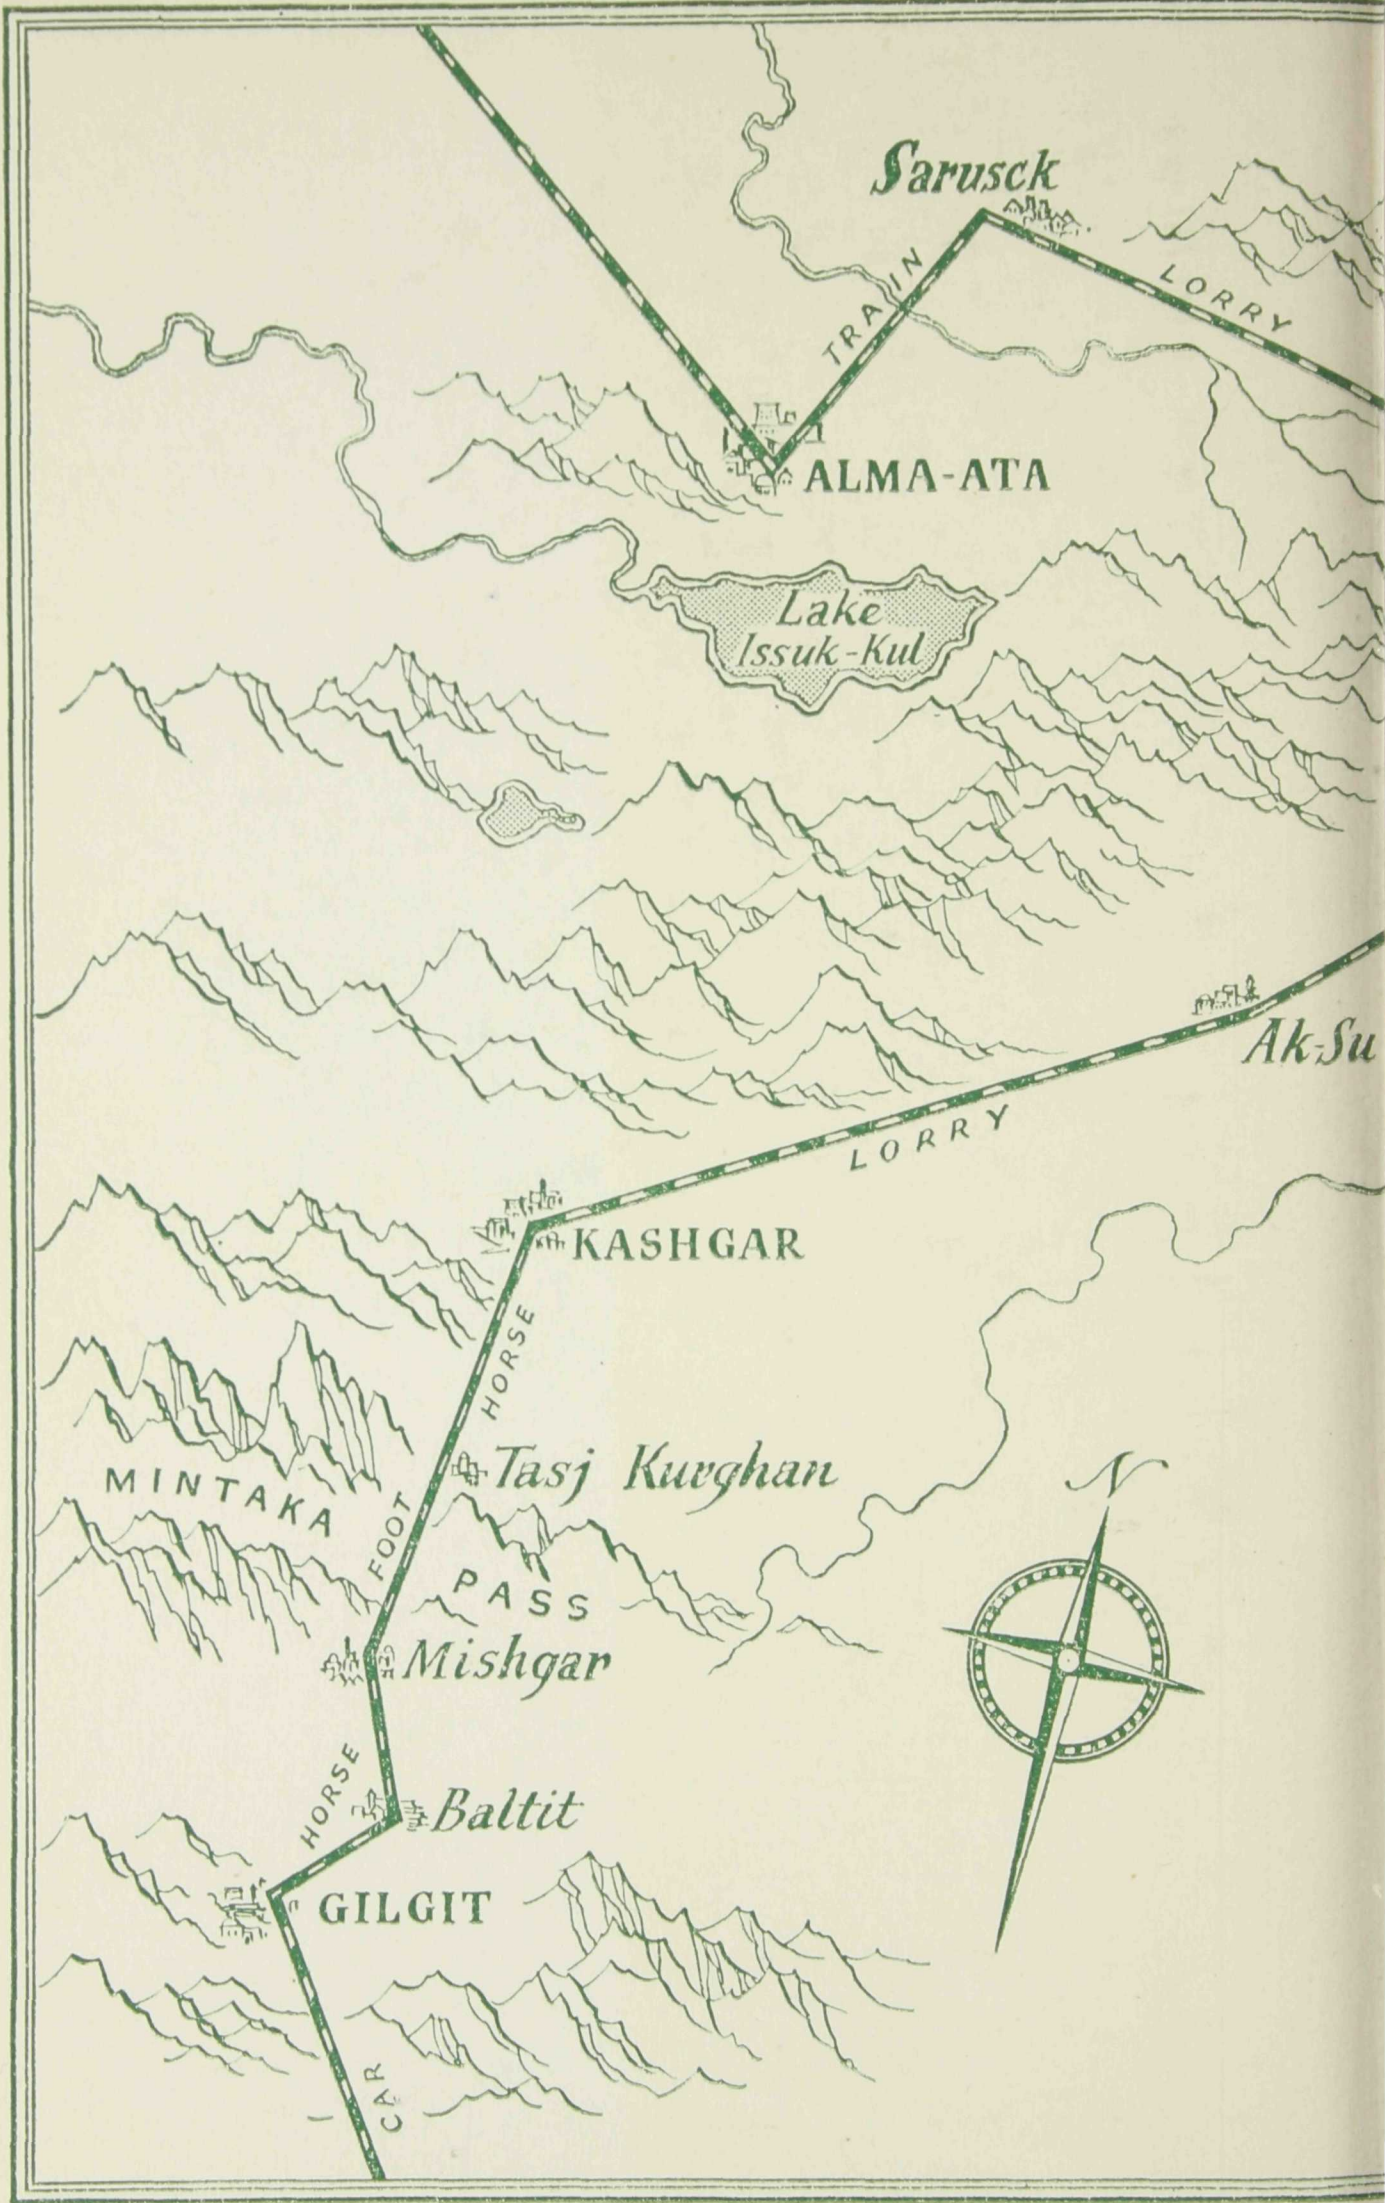 Sarusck
TRAIN
LORRY
ALMA-ATA
Lake
Issuk-Kul
Ak-Su
LORRY
KASHGAR
HORSE
Tasj Kurghan
MINTAKA
FOOT
PASS
N
Mishgar
HORSE
Baltit
GILGIT
CAR